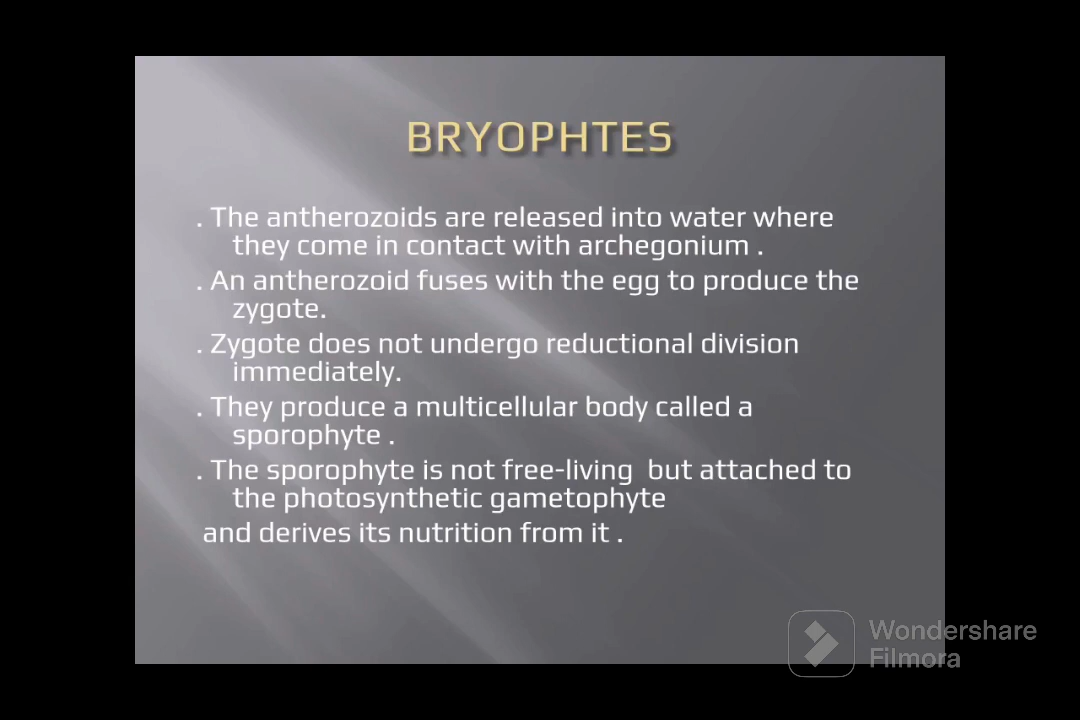 BRYOPHTES
. The antherozoids are released into water where
they come in contact with archegonium .
. An antherozoid fuses with the egg to produce the
zygote.
. Zygote does not undergo reductional division
immediately.
. They produce a multicellular body called a
sporophyte .
. The sporophyte is not free-living  but attached to
the photosynthetic gametophyte
and derives its nutrition from it .
Wondershare
Filmora